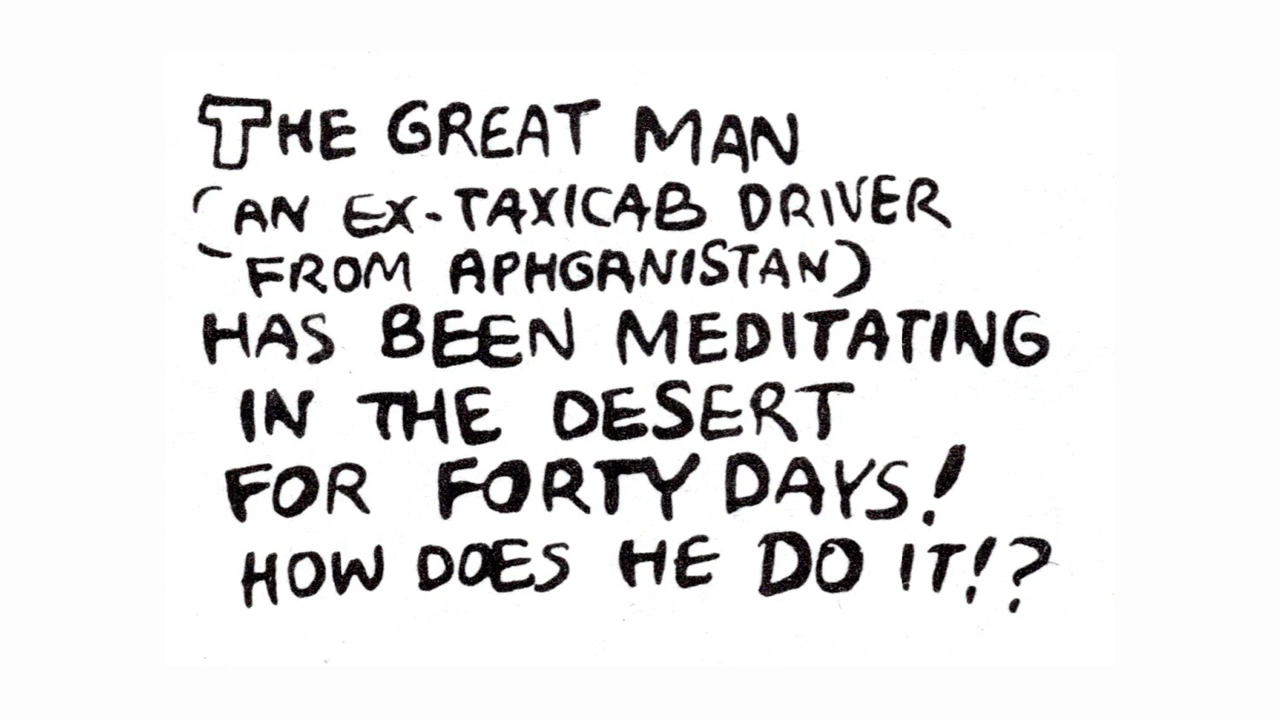 THE GREAT MAN
(AN EX-TAXICAB DRIVER
FROM APHGANISTAN)
HAS BEEN MEDITATING
IN THE DESERT
FOR FORTY DAYS!
HOW DOES HE DO IT!?